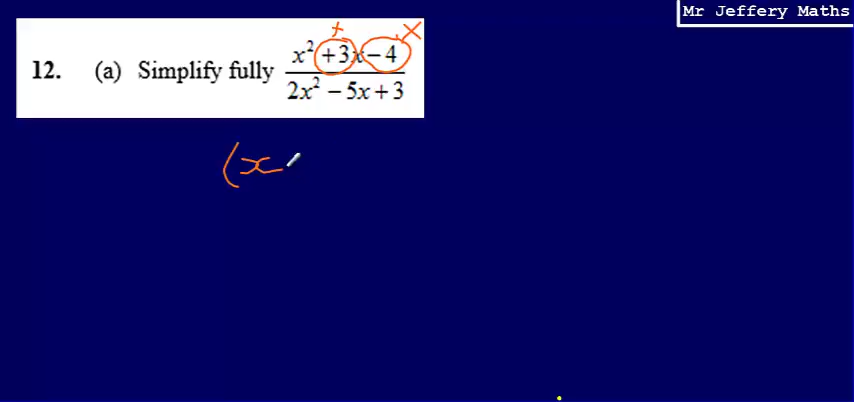 Mr Jeffery Maths
+ ×
12. (a) Simplify fully (x² + 3x − 4)/(2x² − 5x + 3)
(x